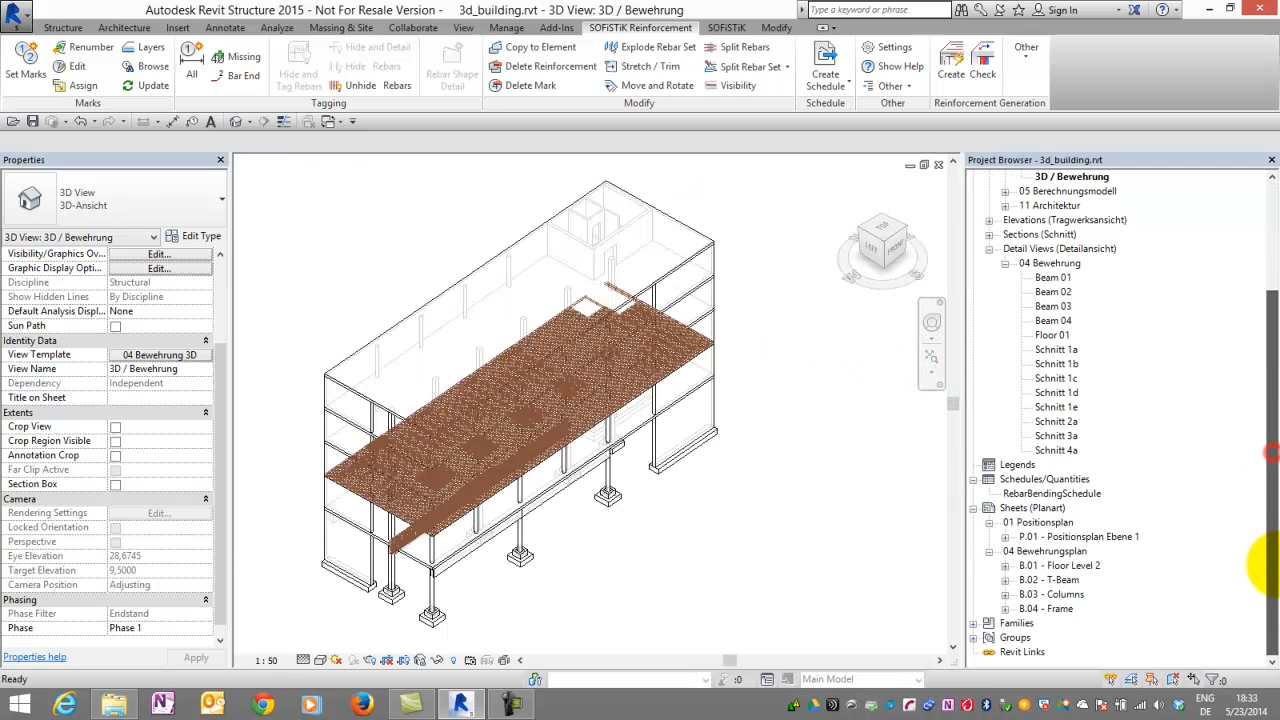 Autodesk Revit Structure 2015 - Not For Resale Version - 3d_building.rvt - 3D View: 3D / Bewehrung
Type a keyword or phrase
Sign In
Structure Architecture Insert Annotate Analyze Massing & Site Collaborate View Manage Add-Ins SOFiSTiK Reinforcement SOFiSTiK Modify
Set Marks
Renumber
Edit
Assign
Layers
Browse
Update
Marks
All
Missing
Bar End
Hide and Tag Rebars
Hide and Detail
Hide Rebars
Unhide Rebars
Tagging
Rebar Shape Detail
Copy to Element
Delete Reinforcement
Delete Mark
Explode Rebar Set
Stretch / Trim
Move and Rotate
Split Rebars
Split Rebar Set
Visibility
Modify
Create Schedule
Schedule
Settings
Show Help
Other
Other
Create
Check
Other
Reinforcement Generation
Properties
3D View
3D-Ansicht
3D View: 3D / Bewehrung
Edit Type
Visibility/Graphics Ov... Edit...
Graphic Display Opti... Edit...
Discipline Structural
Show Hidden Lines By Discipline
Default Analysis Displ... None
Sun Path
Identity Data
View Template 04 Bewehrung 3D
View Name 3D / Bewehrung
Dependency Independent
Title on Sheet
Extents
Crop View
Crop Region Visible
Annotation Crop
Far Clip Active
Section Box
Camera
Rendering Settings Edit...
Locked Orientation
Perspective
Eye Elevation 28,6745
Target Elevation 9,5000
Camera Position Adjusting
Phasing
Phase Filter Endstand
Phase Phase 1
Properties help
Apply
TOP
LEFT
FRONT
1 : 50
Project Browser - 3d_building.rvt
3D / Bewehrung
05 Berechnungsmodell
11 Architektur
Elevations (Tragwerksansicht)
Sections (Schnitt)
Detail Views (Detailansicht)
04 Bewehrung
Beam 01
Beam 02
Beam 03
Beam 04
Floor 01
Schnitt 1a
Schnitt 1b
Schnitt 1c
Schnitt 1d
Schnitt 1e
Schnitt 2a
Schnitt 3a
Schnitt 4a
Legends
Schedules/Quantities
RebarBendingSchedule
Sheets (Planart)
01 Positionsplan
P.01 - Positionsplan Ebene 1
04 Bewehrungsplan
B.01 - Floor Level 2
B.02 - T-Beam
B.03 - Columns
B.04 - Frame
Families
Groups
Revit Links
Ready
:0
Main Model
:0
ENG
DE
18:33
5/23/2014